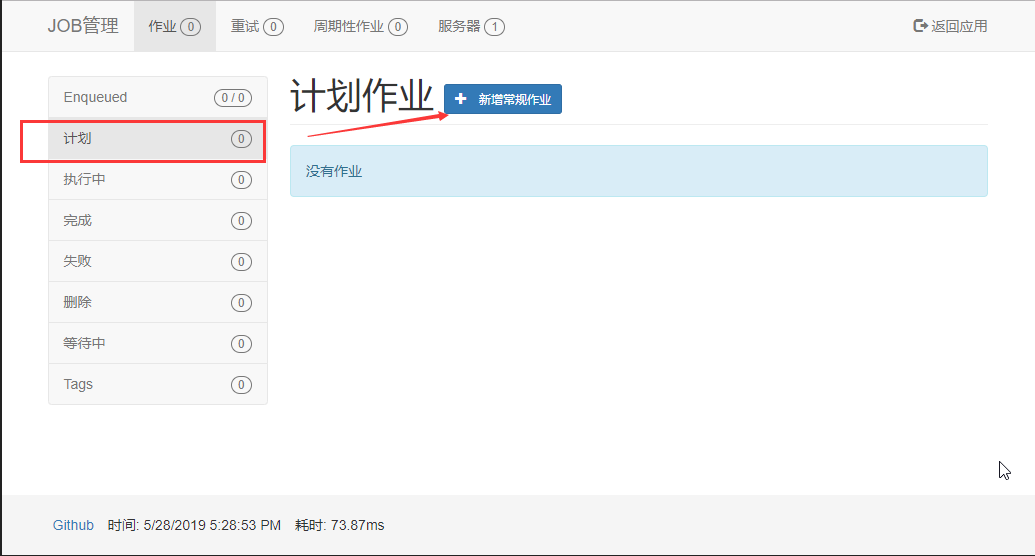 JOB管理 作业 0 重试 0 周期性作业 0 服务器 1 返回应用
Enqueued 0 / 0
计划 0
执行中 0
完成 0
失败 0
删除 0
等待中 0
Tags 0
计划作业 新增常规作业
没有作业
Github 时间: 5/28/2019 5:28:53 PM 耗时: 73.87ms